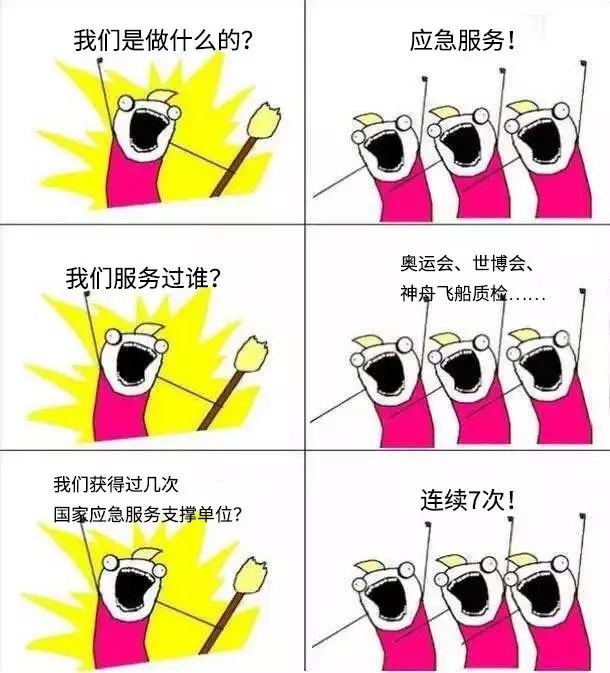 我们是做什么的？
应急服务！
我们服务过谁？
奥运会、世博会、
神舟飞船质检……
我们获得过几次
国家应急服务支撑单位？
连续7次！